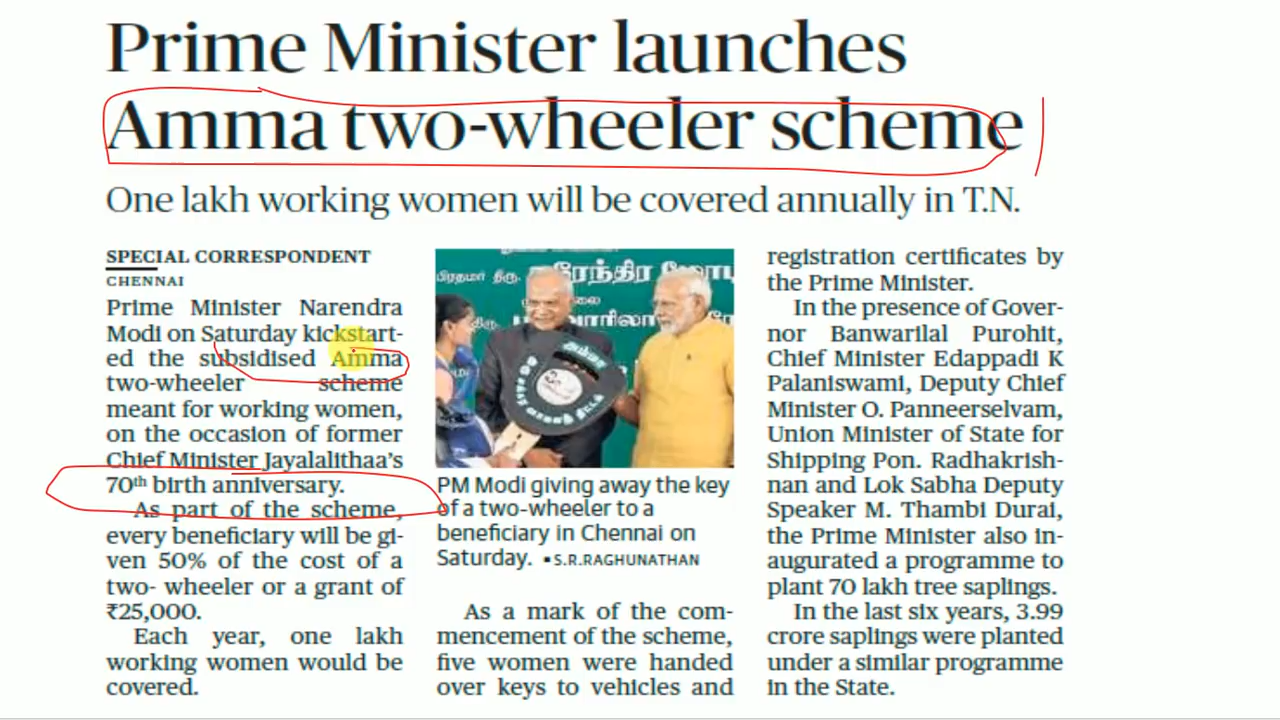 Prime Minister launches
Amma two-wheeler scheme
One lakh working women will be covered annually in T.N.
SPECIAL CORRESPONDENT
CHENNAI
Prime Minister Narendra
Modi on Saturday kickstart-
ed the subsidised Amma
two-wheeler scheme
meant for working women,
on the occasion of former
Chief Minister Jayalalithaa's
70th birth anniversary.
As part of the scheme,
every beneficiary will be gi-
ven 50% of the cost of a
two- wheeler or a grant of
₹25,000.
Each year, one lakh
working women would be
covered.
பிரதமர் திரு.
PM Modi giving away the key
of a two-wheeler to a
beneficiary in Chennai on
Saturday. ▪S.R.RAGHUNATHAN
As a mark of the com-
mencement of the scheme,
five women were handed
over keys to vehicles and
registration certificates by
the Prime Minister.
In the presence of Gover-
nor Banwarilal Purohit,
Chief Minister Edappadi K
Palaniswami, Deputy Chief
Minister O. Panneerselvam,
Union Minister of State for
Shipping Pon. Radhakrish-
nan and Lok Sabha Deputy
Speaker M. Thambi Durai,
the Prime Minister also in-
augurated a programme to
plant 70 lakh tree saplings.
In the last six years, 3.99
crore saplings were planted
under a similar programme
in the State.